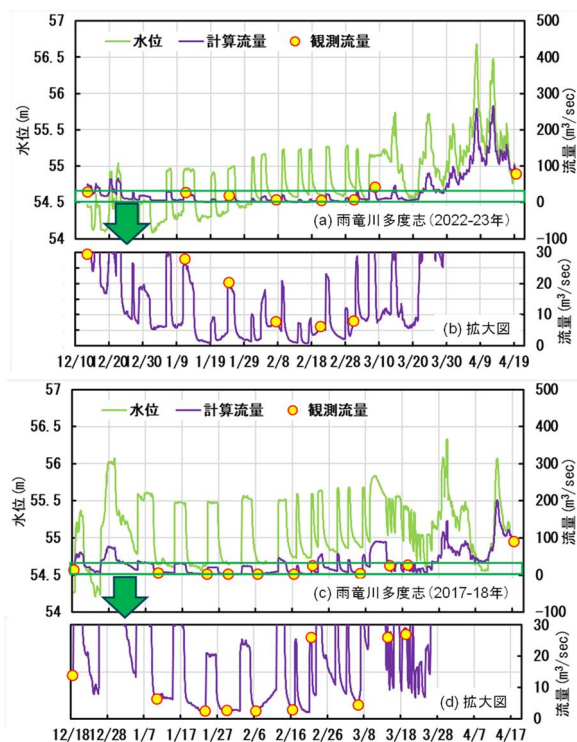 57
56.5
56
55.5
55
54.5
54
水位(m)
水位 計算流量 観測流量
500
400
300
200
100
0
−100
流量(m³/sec)
(a) 雨竜川多度志(2022-23年)
30
20
10
0
流量(m³/sec)
(b) 拡大図
12/10 12/20 12/30 1/9 1/19 1/29 2/8 2/18 2/28 3/10 3/20 3/30 4/9 4/19
57
56.5
56
55.5
55
54.5
54
水位(m)
水位 計算流量 観測流量
500
400
300
200
100
0
−100
流量(m³/sec)
(c) 雨竜川多度志(2017-18年)
30
20
10
0
流量(m³/sec)
(d) 拡大図
12/18 12/28 1/7 1/17 1/27 2/6 2/16 2/26 3/8 3/18 3/28 4/7 4/17